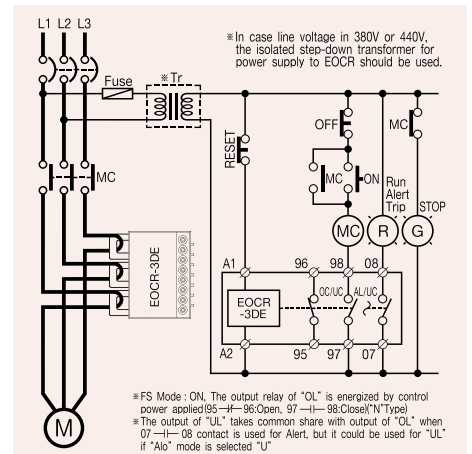 L1 L2 L3
※In case line voltage in 380V or 440V,
the isolated step-down transformer for
power supply to EOCR should be used.
※Tr
Fuse
RESET
OFF
MC
MC
MC
ON
Run
Alert
Trip
STOP
MC
R
G
EOCR-3DE
A1
96
98
08
EOCR
-3DE
OC/UC
AL/UC
A2
95
97
07
M
※FS Mode : ON, The output relay of "OL" is energized by control
power applied(95 96:Open, 97 98:Close)("N"Type)
※The output of "UL" takes common share with output of "OL" when
07 08 contact is used for Alert, but it could be used for "UL"
if "Alo" mode is selected "U"